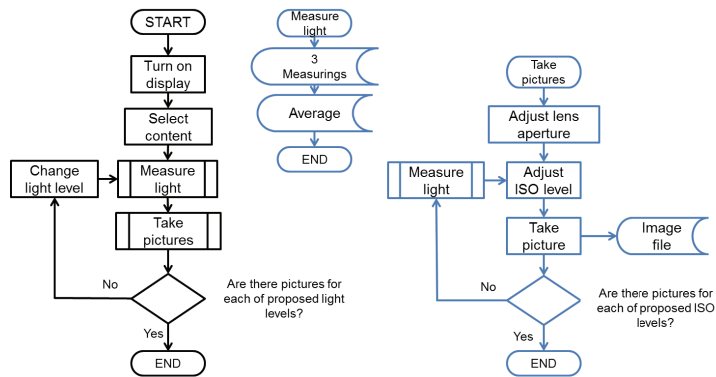 START
Turn on
display
Select
content
Change
light level
Measure
light
Take
pictures
No
Are there pictures for
each of proposed light
levels?
Yes
END
Measure
light
3
Measurings
Average
END
Take
pictures
Adjust lens
aperture
Measure
light
Adjust
ISO level
Take
picture
Image
file
No
Are there pictures for
each of proposed ISO
levels?
Yes
END